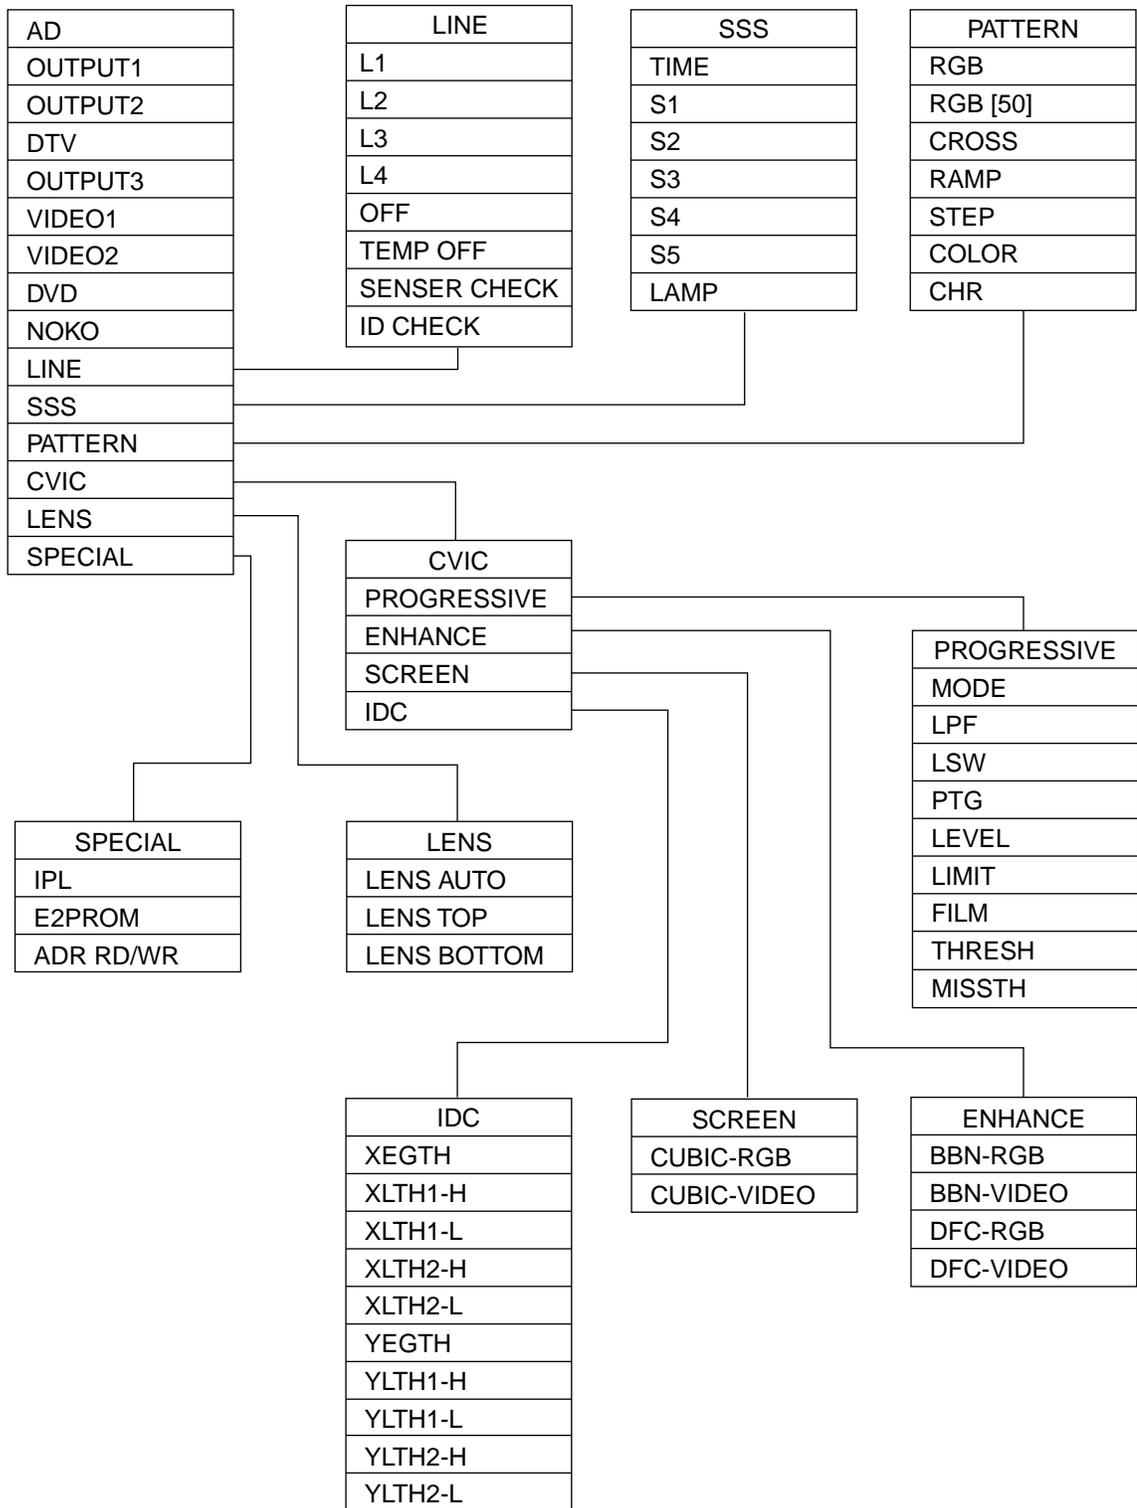 AD
OUTPUT1
OUTPUT2
DTV
OUTPUT3
VIDEO1
VIDEO2
DVD
NOKO
LINE
SSS
PATTERN
CVIC
LENS
SPECIAL
LINE
L1
L2
L3
L4
OFF
TEMP OFF
SENSER CHECK
ID CHECK
SSS
TIME
S1
S2
S3
S4
S5
LAMP
PATTERN
RGB
RGB [50]
CROSS
RAMP
STEP
COLOR
CHR
CVIC
PROGRESSIVE
ENHANCE
SCREEN
IDC
PROGRESSIVE
MODE
LPF
LSW
PTG
LEVEL
LIMIT
FILM
THRESH
MISSTH
SPECIAL
IPL
E2PROM
ADR RD/WR
LENS
LENS AUTO
LENS TOP
LENS BOTTOM
IDC
XEGTH
XLTH1-H
XLTH1-L
XLTH2-H
XLTH2-L
YEGTH
YLTH1-H
YLTH1-L
YLTH2-H
YLTH2-L
SCREEN
CUBIC-RGB
CUBIC-VIDEO
ENHANCE
BBN-RGB
BBN-VIDEO
DFC-RGB
DFC-VIDEO